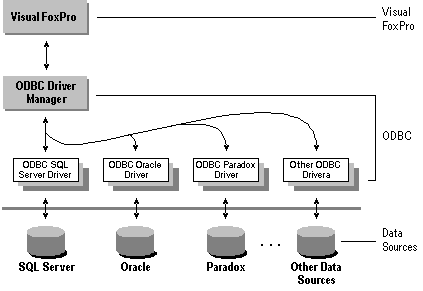 Visual FoxPro
Visual
FoxPro
ODBC Driver
Manager
ODBC
ODBC SQL
Server Driver
ODBC Oracle
Driver
ODBC Paradox
Driver
Other ODBC
Drivera
Data
Sources
SQL Server
Oracle
Paradox
. . .
Other Data
Sources